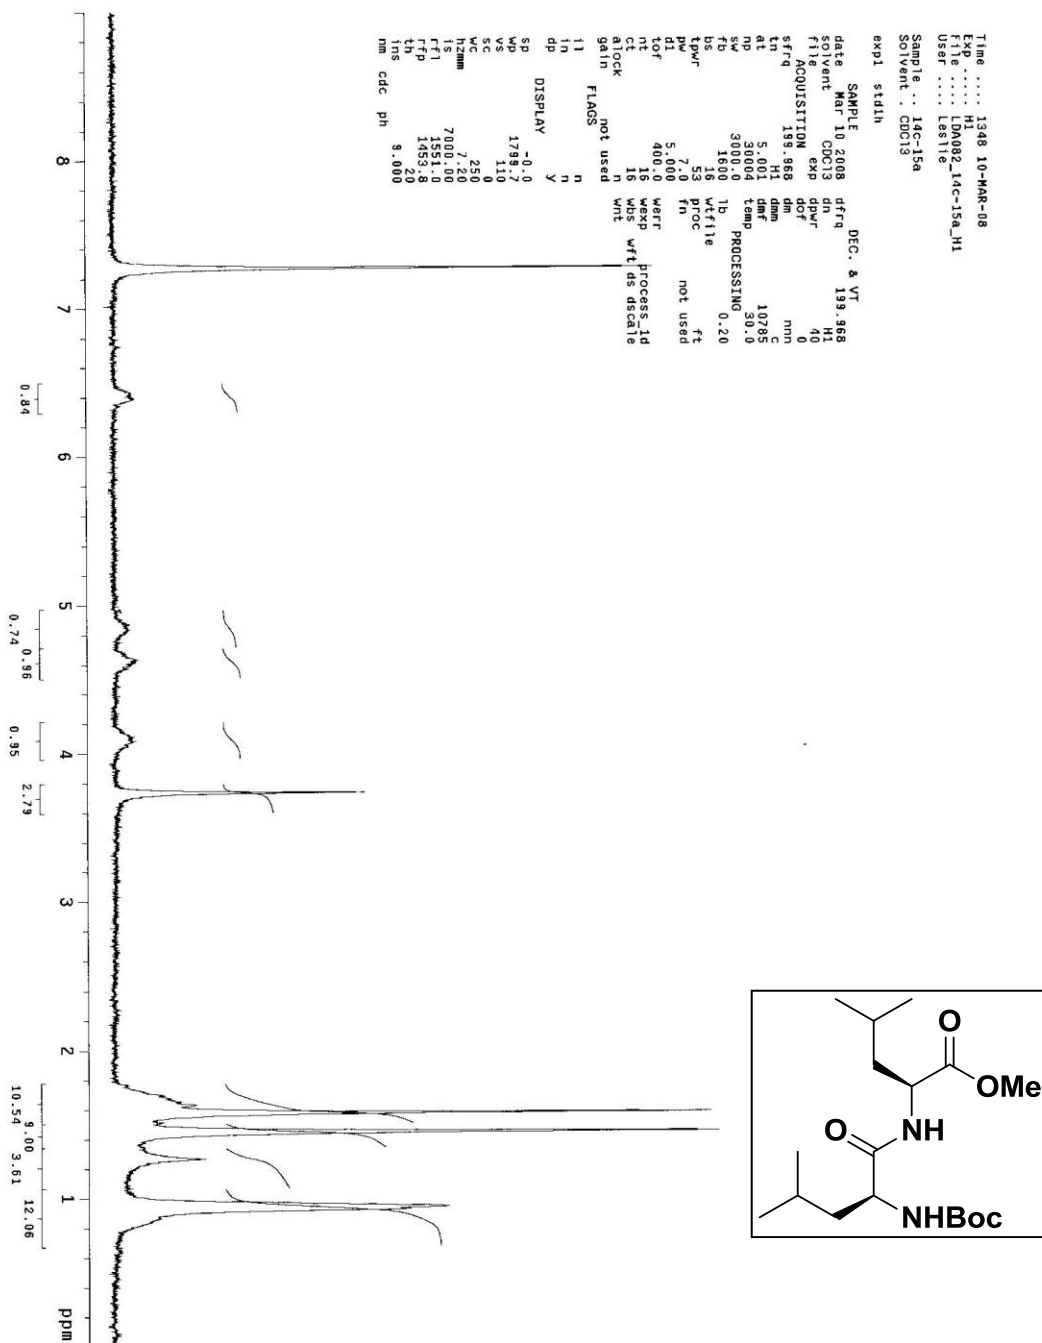 Time .... 1348 10-MAR-08
Exp ..... H1
File .... LDA082_14c-15a_H1
User .... Leslie
Sample .. 14c-15a
Solvent . CDCl3
exp1 std1h
SAMPLE
date Mar 10 2008
solvent CDCl3
file exp
ACQUISITION
sfrq 199.968
tn H1
at 5.001
np 30004
sw 3000.0
fb 1600
bs 16
tpwr 53
pw 7.0
d1 5.000
tof 400.0
nt 16
ct 16
alock n
gain not used
FLAGS
il n
in n
dp y
DISPLAY
sp -0.0
wp 1799.7
vs 110
sc 0
wc 250
hzmm 7.20
is 7000.00
rfl 1551.0
rfp 1453.8
th 20
ins 9.000
nm cdc ph
DEC. & VT
dfrq 199.968
dn H1
dpwr 40
dof 0
dm nnn
dmm c
dmf 10785
temp 30.0
PROCESSING
lb 0.20
wtfile
proc ft
fn not used
werr
wexp process_1d
wbs wft ds dscale
wnt
8
7
6
5
4
3
2
1
ppm
0.84
0.74
0.96
0.95
2.79
10.54
9.00
3.61
12.06
O
OMe
NH
O
NHBoc